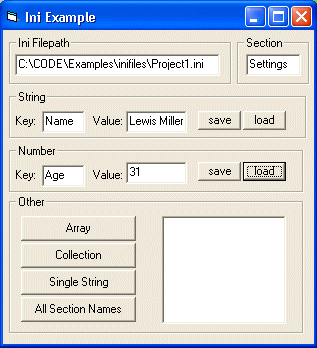 Ini Example
Ini Filepath
Section
C:\CODE\Examples\inifiles\Project1.ini
Settings
String
Key: Name Value: Lewis Miller save load
Number
Key: Age Value: 31 save load
Other
Array
Collection
Single String
All Section Names